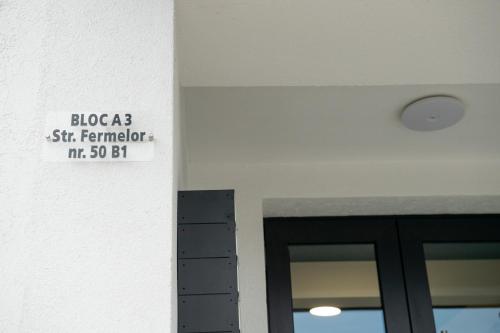 BLOC A3
Str. Fermelor
nr. 50 B1